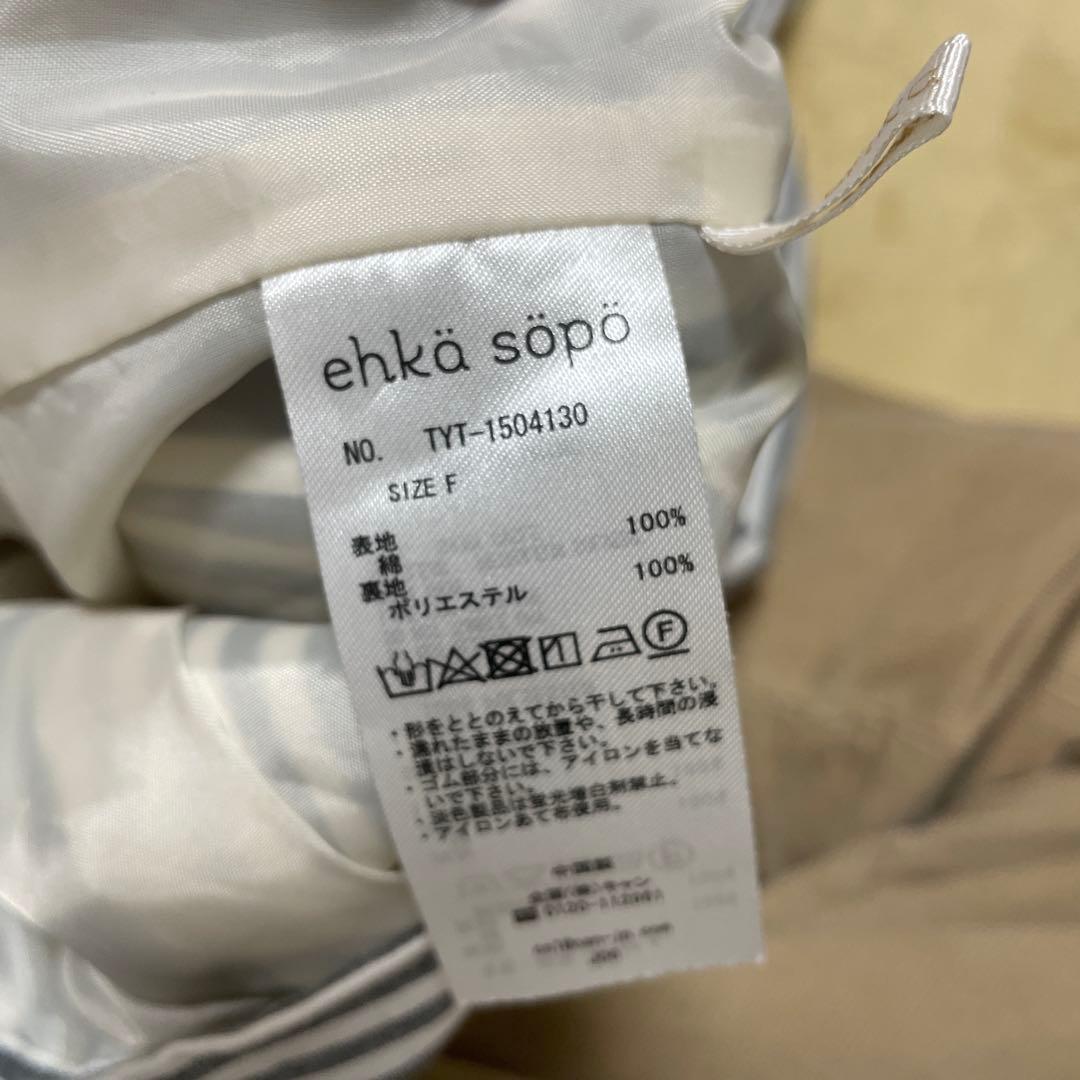 ehkä söpö
NO. TYT-1504130
SIZE F
表地
綿 100%
裏地
ポリエステル 100%
F
・形をととのえてから干して下さい。
・濡れたままの放置や、長時間の浸
漬はしないで下さい。
・ゴム部分には、アイロンを当てな
いで下さい。
・淡色製品は蛍光増白剤禁止。
・アイロンあて布使用。
中国製